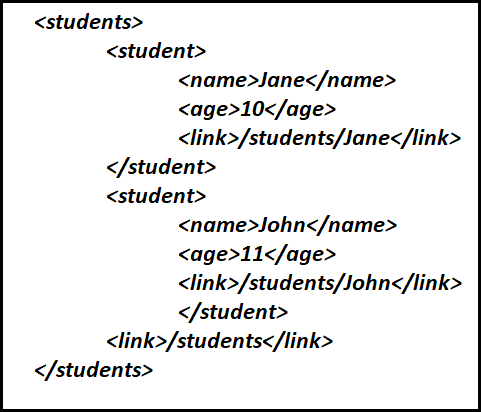 <students>
<student>
<name>Jane</name>
<age>10</age>
<link>/students/Jane</link>
</student>
<student>
<name>John</name>
<age>11</age>
<link>/students/John</link>
</student>
<link>/students</link>
</students>